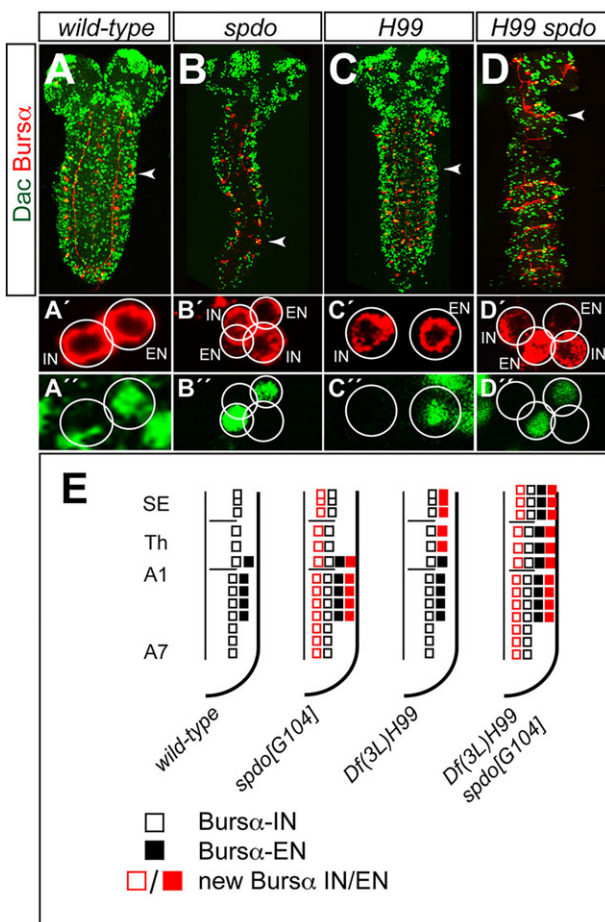 wild-type spdo H99 H99 spdo
Dac Bursα
A B C D
A´ B´ C´ D´
IN EN IN EN IN IN EN IN EN IN
A´´ B´´ C´´ D´´
E
SE
Th
A1
A7
wild-type
spdo[G104]
Df(3L)H99
Df(3L)H99
spdo[G104]
Bursα-IN
Bursα-EN
/ new Bursα IN/EN